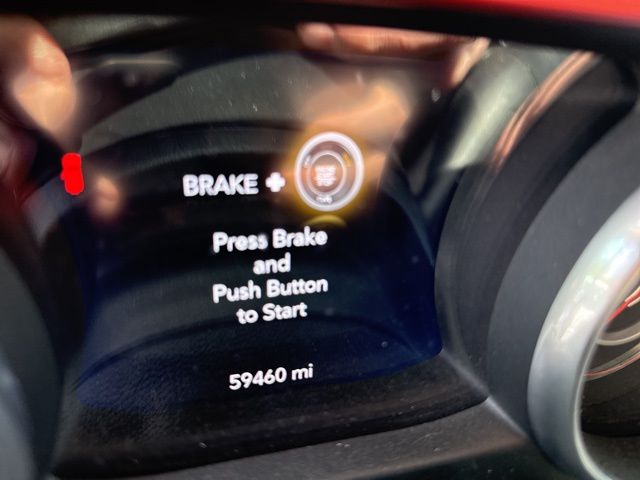 BRAKE +
Press Brake
and
Push Button
to Start
59460 mi